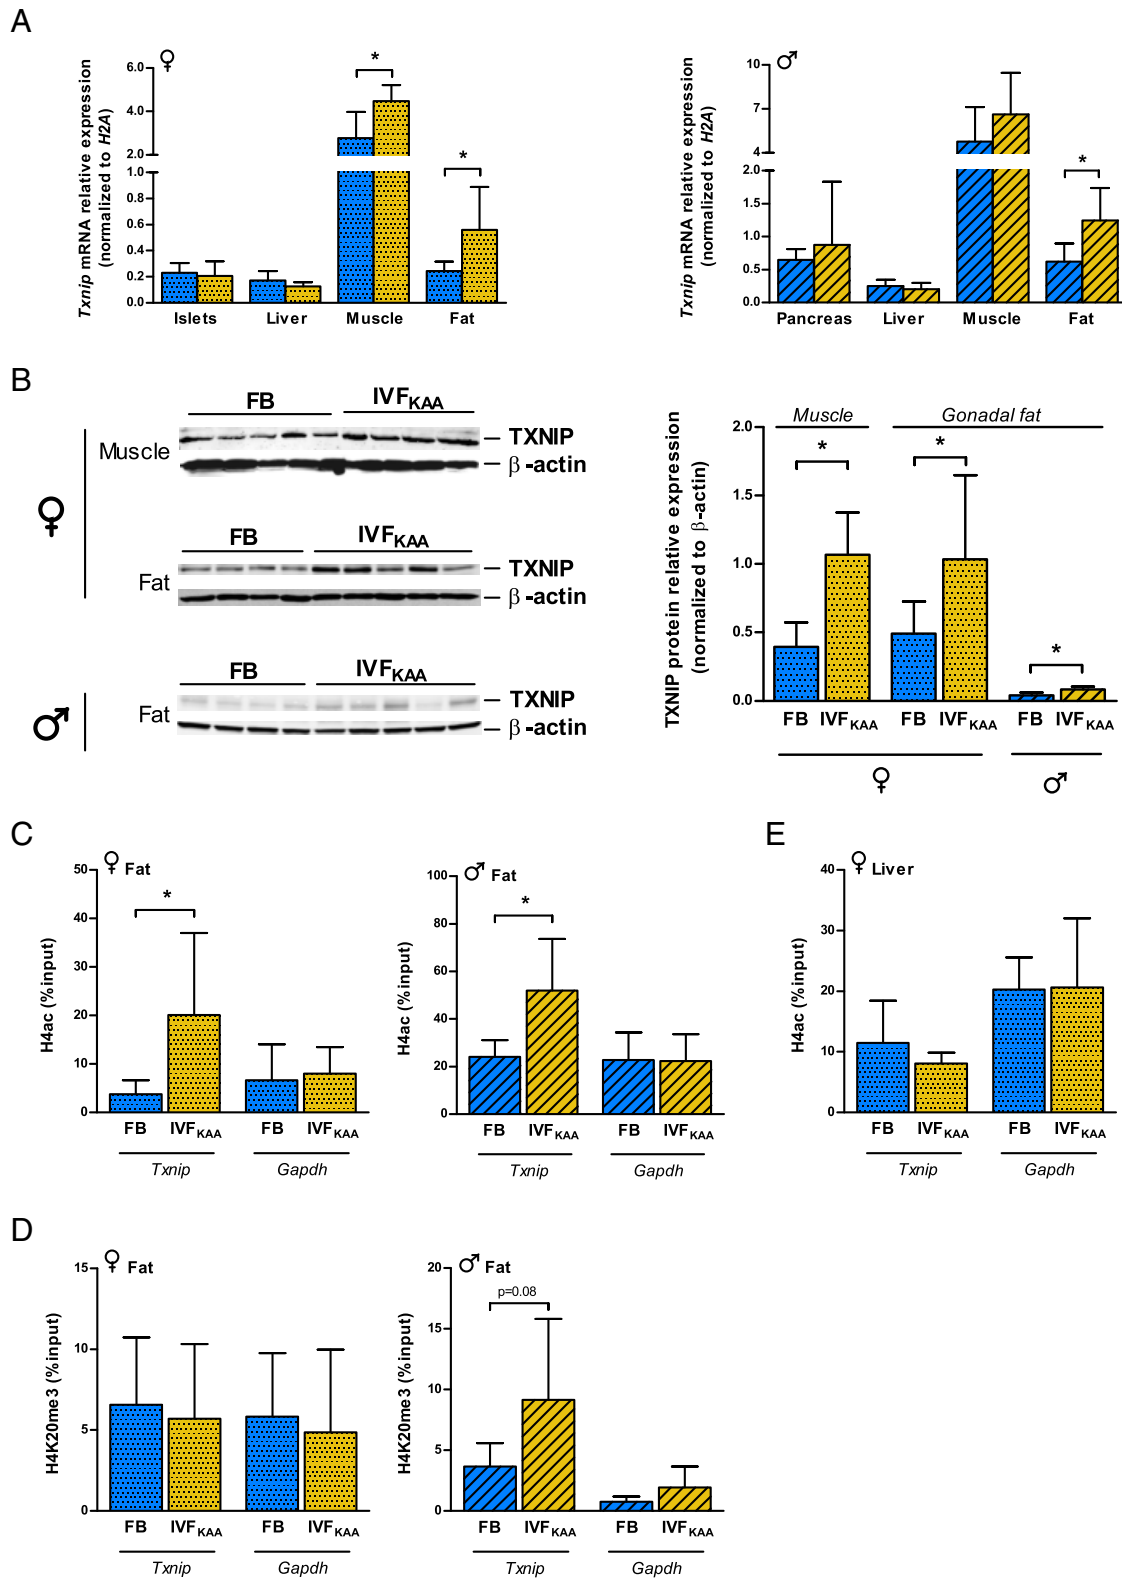 A
♀
Txnip mRNA relative expression
(normalized to H2A)
6.0
4.0
2.0
1.0
0.8
0.6
0.4
0.2
0.0
*
*
Islets Liver Muscle Fat
♂
Txnip mRNA relative expression
(normalized to H2A)
10
7
4
2.0
1.5
1.0
0.5
0.0
*
Pancreas Liver Muscle Fat
B
♀
Muscle
FB IVFKAA
TXNIP
β-actin
Fat
FB IVFKAA
TXNIP
β-actin
♂
Fat
FB IVFKAA
TXNIP
β-actin
TXNIP protein relative expression
(normalized to β-actin)
Muscle Gonadal fat
2.0
1.5
1.0
0.5
0.0
* * *
FB IVFKAA FB IVFKAA FB IVFKAA
♀ ♂
C
♀ Fat
H4ac (%input)
50
40
30
20
10
0
*
FB IVFKAA FB IVFKAA
Txnip Gapdh
♂ Fat
H4ac (%input)
100
80
60
40
20
0
*
FB IVFKAA FB IVFKAA
Txnip Gapdh
E
♀ Liver
H4ac (%input)
40
30
20
10
0
FB IVFKAA FB IVFKAA
Txnip Gapdh
D
♀ Fat
H4K20me3 (%input)
15
10
5
0
FB IVFKAA FB IVFKAA
Txnip Gapdh
♂ Fat
H4K20me3 (%input)
20
15
10
5
0
p=0.08
FB IVFKAA FB IVFKAA
Txnip Gapdh